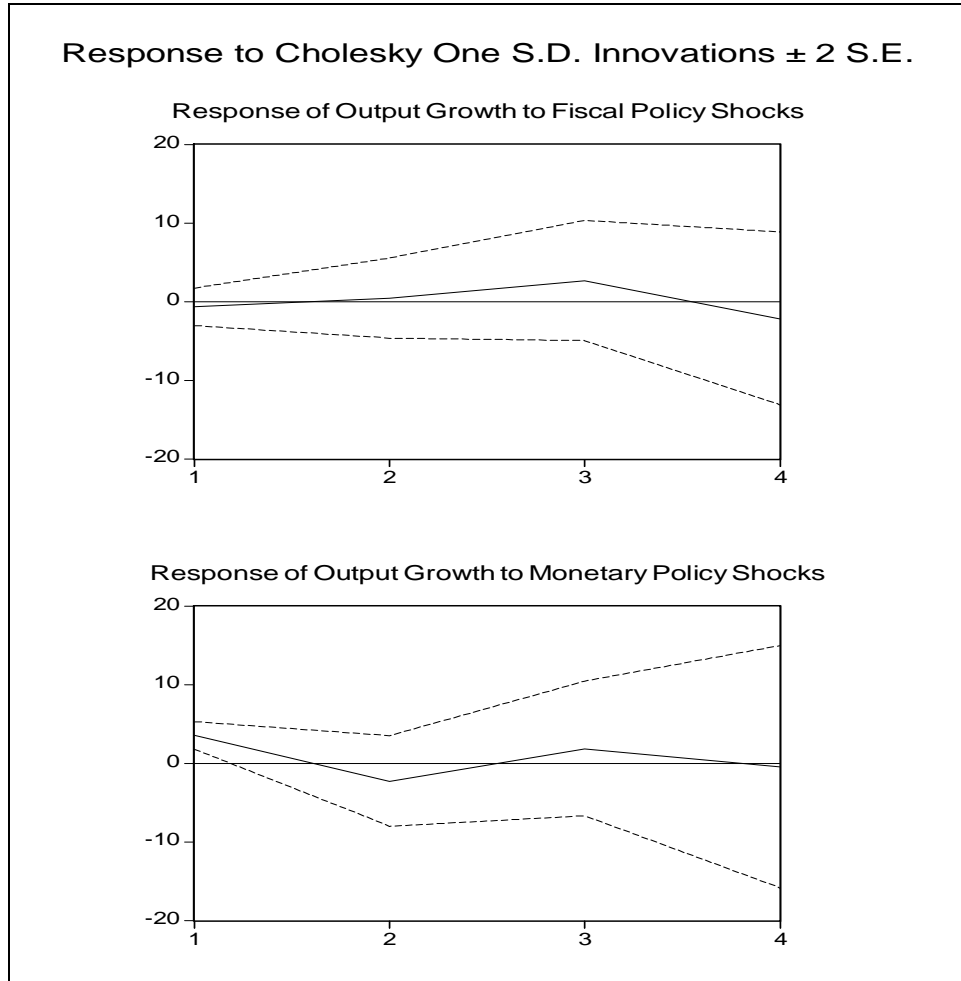 Response to Cholesky One S.D. Innovations ± 2 S.E.
Response of Output Growth to Fiscal Policy Shocks
20
10
0
-10
-20
1 2 3 4
Response of Output Growth to Monetary Policy Shocks
20
10
0
-10
-20
1 2 3 4